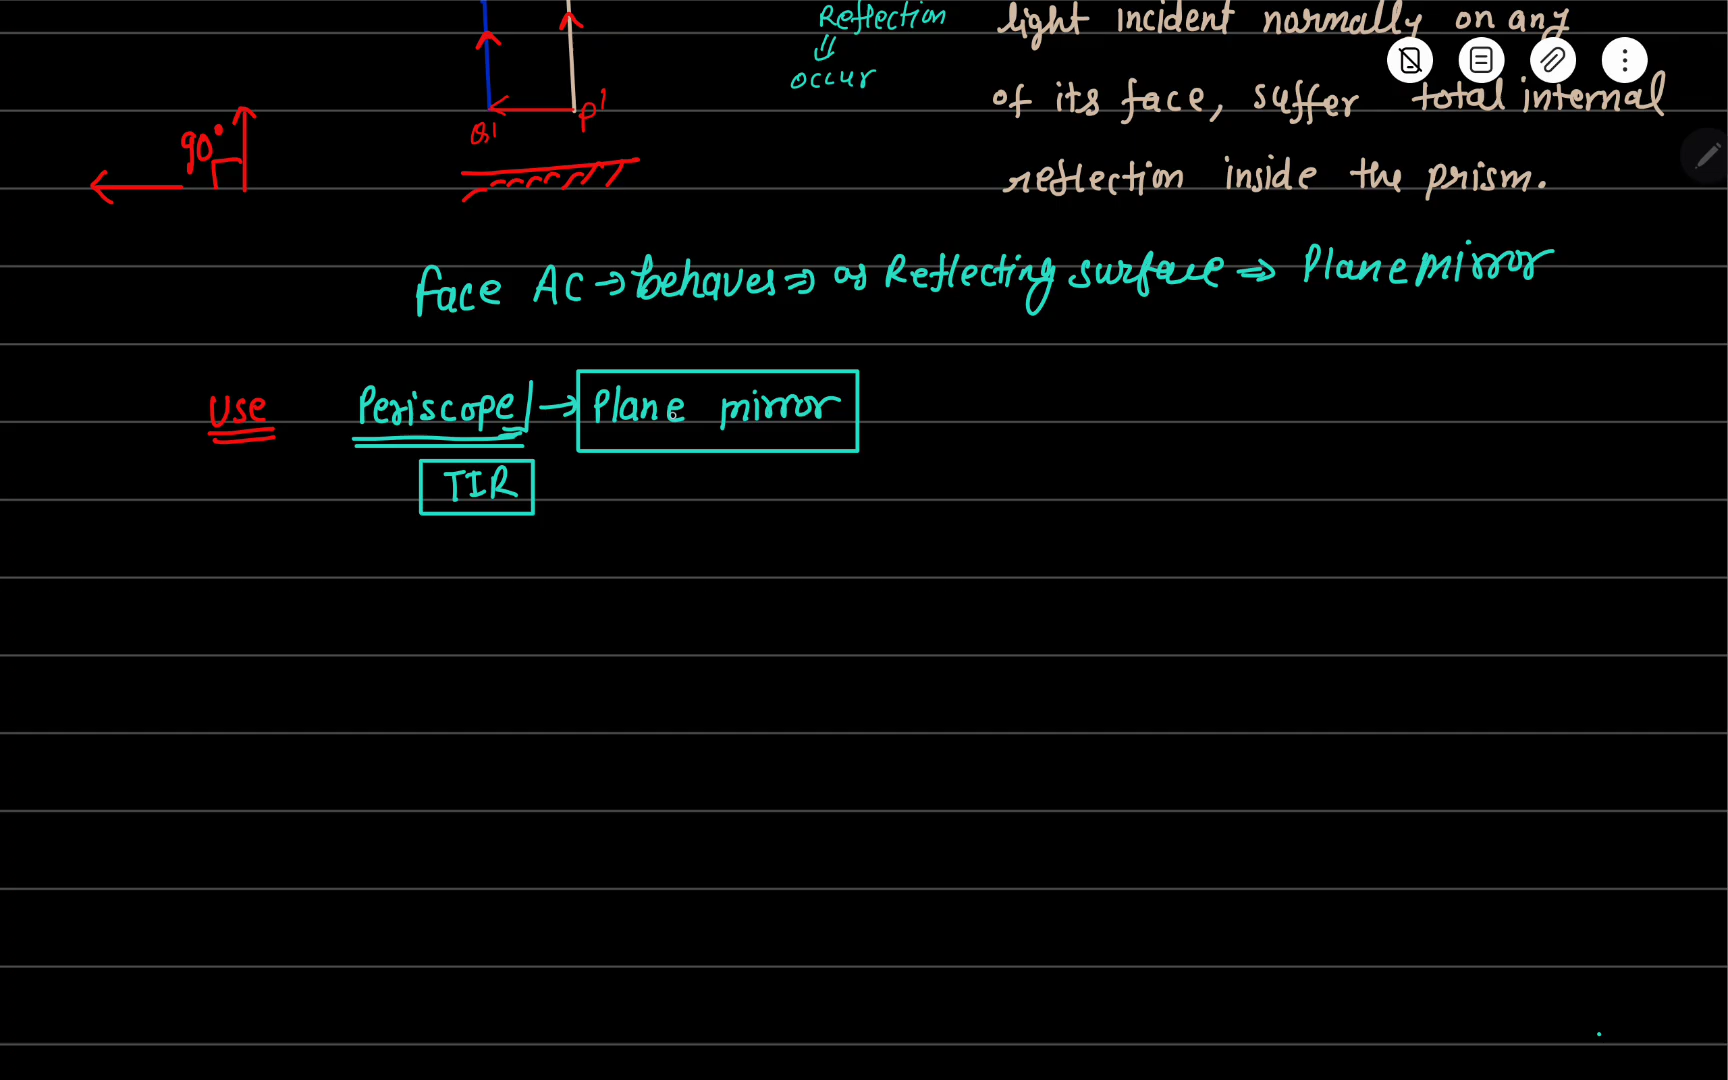 Reflection
⇓
occur
light incident normally on any
of its face, suffer total internal
reflection inside the prism.
Q' P'
90°
face AC → behaves ⇒ as Reflecting surface ⇒ Plane mirror
Use Periscope → Plane mirror
TIR